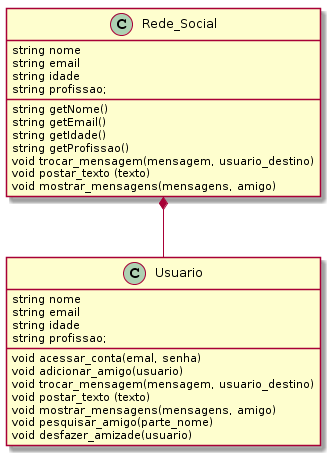 C Rede_Social
string nome
string email
string idade
string profissao;
string getNome()
string getEmail()
string getIdade()
string getProfissao()
void trocar_mensagem(mensagem, usuario_destino)
void postar_texto (texto)
void mostrar_mensagens(mensagens, amigo)
C Usuario
string nome
string email
string idade
string profissao;
void acessar_conta(emal, senha)
void adicionar_amigo(usuario)
void trocar_mensagem(mensagem, usuario_destino)
void postar_texto (texto)
void mostrar_mensagens(mensagens, amigo)
void pesquisar_amigo(parte_nome)
void desfazer_amizade(usuario)